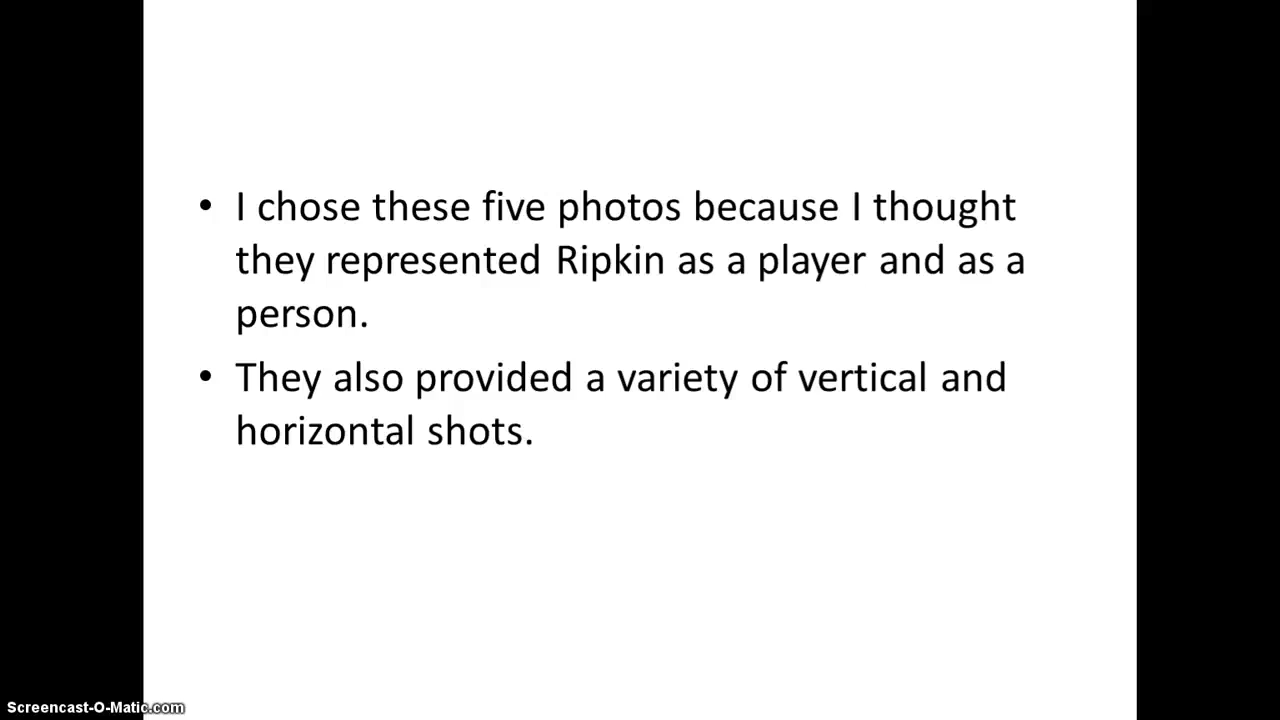 • I chose these five photos because I thought
they represented Ripkin as a player and as a
person.
• They also provided a variety of vertical and
horizontal shots.
Screencast-O-Matic.com